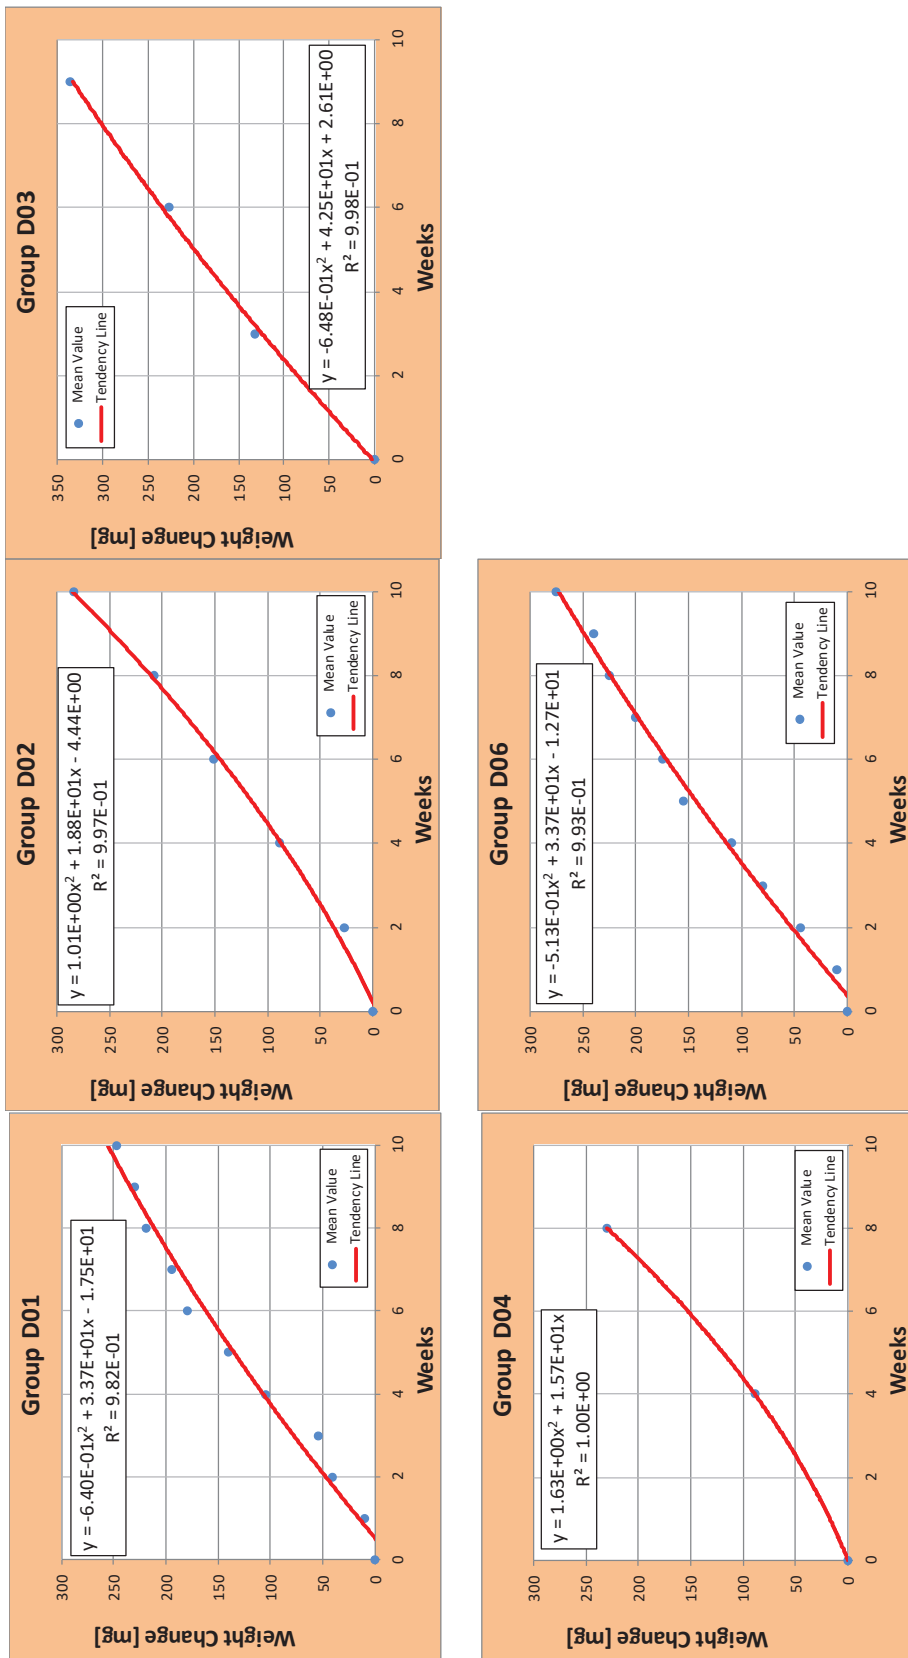 Group D01
y = -6.40E-01x² + 3.37E+01x - 1.75E+01
R² = 9.82E-01
300
250
200
150
100
50
0
Weight Change [mg]
0 2 4 6 8 10
Weeks
Mean Value
Tendency Line
Group D02
y = 1.01E+00x² + 1.88E+01x - 4.44E+00
R² = 9.97E-01
300
250
200
150
100
50
0
Weight Change [mg]
0 2 4 6 8 10
Weeks
Mean Value
Tendency Line
Group D03
Mean Value
Tendency Line
350
300
250
200
150
100
50
0
Weight Change [mg]
y = -6.48E-01x² + 4.25E+01x + 2.61E+00
R² = 9.98E-01
0 2 4 6 8 10
Weeks
Group D04
y = 1.63E+00x² + 1.57E+01x
R² = 1.00E+00
300
250
200
150
100
50
0
Weight Change [mg]
0 2 4 6 8 10
Weeks
Mean Value
Tendency Line
Group D06
y = -5.13E-01x² + 3.37E+01x - 1.27E+01
R² = 9.93E-01
300
250
200
150
100
50
0
Weight Change [mg]
0 2 4 6 8 10
Weeks
Mean Value
Tendency Line